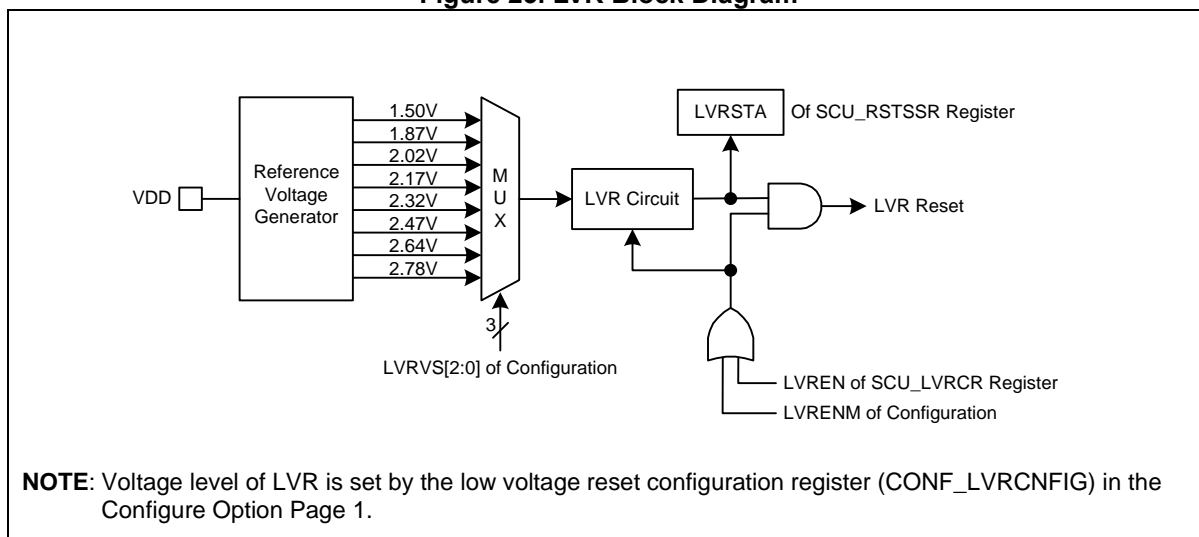 Figure 23. LVR Block Diagram
1.50V
1.87V
2.02V
2.17V
2.32V
2.47V
2.64V
2.78V
VDD
Reference
Voltage
Generator
M
U
X
LVR Circuit
LVRSTA
Of SCU_RSTSSR Register
LVR Reset
3
LVRVS[2:0] of Configuration
LVREN of SCU_LVRCR Register
LVRENM of Configuration
NOTE: Voltage level of LVR is set by the low voltage reset configuration register (CONF_LVRCNFIG) in the
Configure Option Page 1.